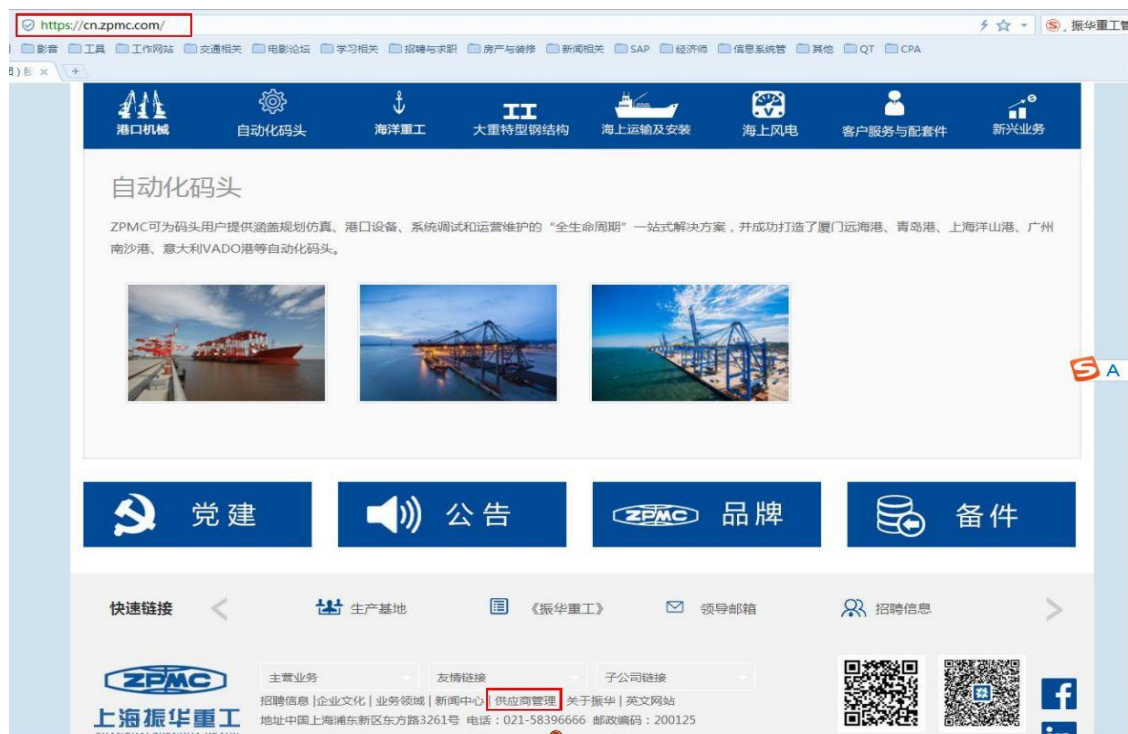 https://cn.zpmc.com/
振华重工管
影音 工具 工作网站 交通相关 电影论坛 学习相关 招聘与求职 房产与装修 新闻相关 SAP 经济师 信息系统管 其他 QT CPA
港口机械 自动化码头 海洋重工 大重特型钢结构 海上运输及安装 海上风电 客户服务与配套件 新兴业务
自动化码头
ZPMC可为码头用户提供涵盖规划仿真、港口设备、系统调试和运营维护的“全生命周期”一站式解决方案，并成功打造了厦门远海港、青岛港、上海洋山港、广州
南沙港、意大利VADO港等自动化码头。
A
党建 公告 ZPMC 品牌 备件
快速链接 生产基地 《振华重工》 领导邮箱 招聘信息
ZPMC
上海振华重工
主营业务 友情链接 子公司链接
招聘信息|企业文化|业务领域|新闻中心|供应商管理|关于振华|英文网站
地址中国上海浦东新区东方路3261号 电话：021-58396666 邮政编码：200125